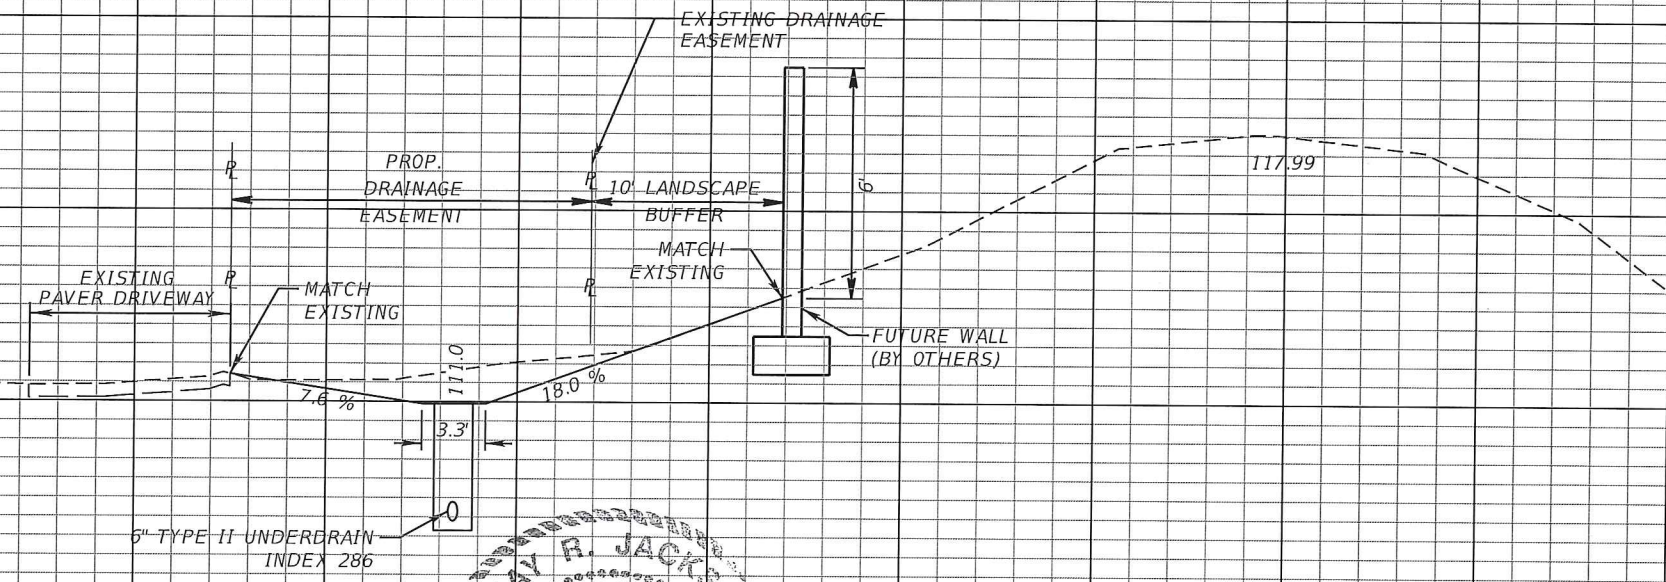 EXISTING DRAINAGE
EASEMENT
PROP.
DRAINAGE
EASEMENT
10' LANDSCAPE
BUFFER
6'
117.99
MATCH
EXISTING
EXISTING
PAVER DRIVEWAY
MATCH
EXISTING
FUTURE WALL
(BY OTHERS)
111.0
7.6 %
18.0 %
3.3'
6" TYPE II UNDERDRAIN
INDEX 286
R. JACKS